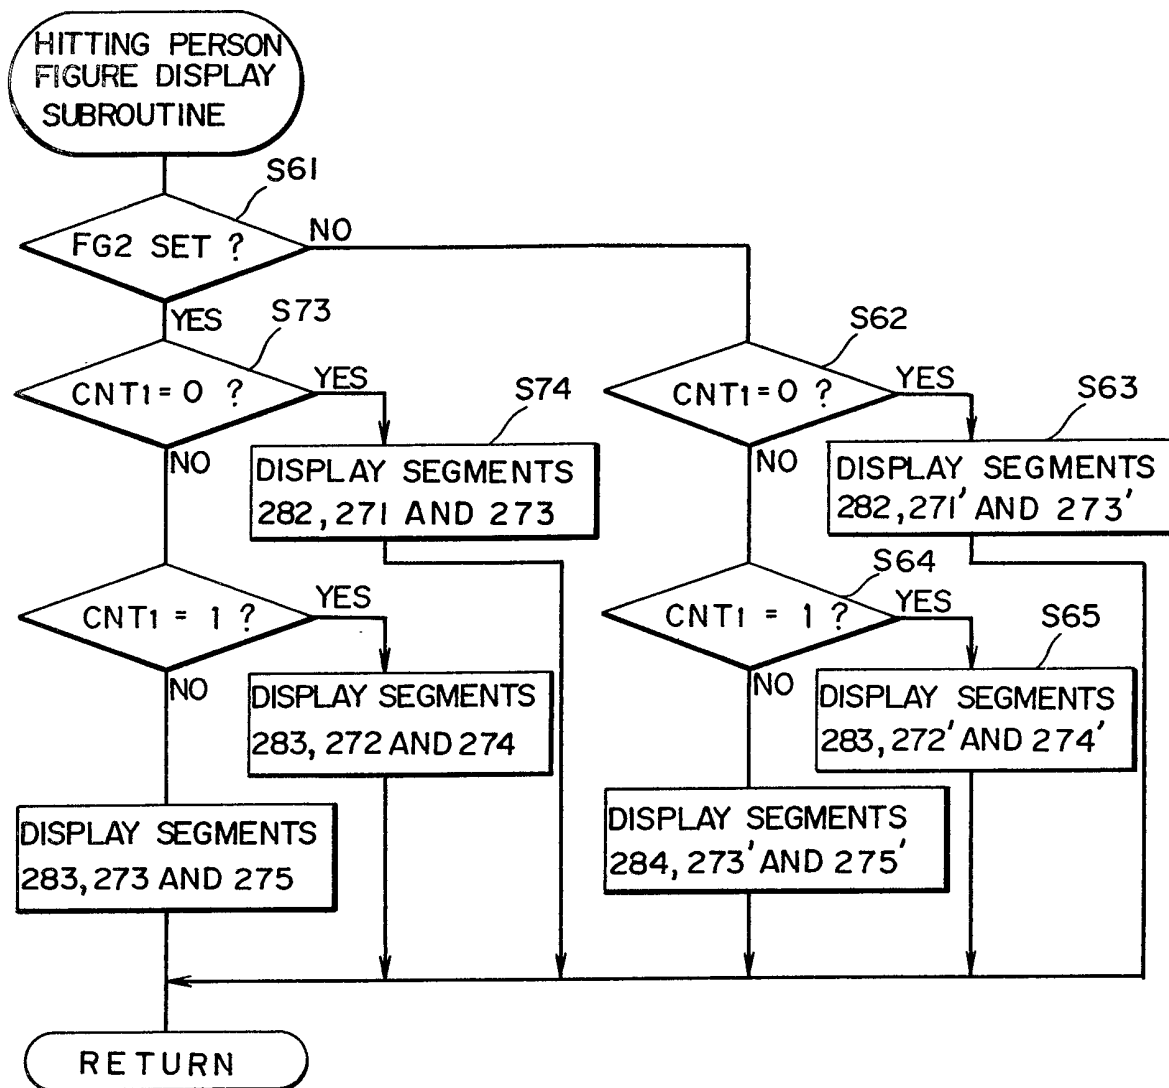 HITTING PERSON
FIGURE DISPLAY
SUBROUTINE
S61
FG2 SET ?
NO
YES
S73
CNT1=0 ?
YES
S74
NO
DISPLAY SEGMENTS
282,271 AND 273
CNT1 = 1 ?
YES
NO
DISPLAY SEGMENTS
283,272 AND 274
DISPLAY SEGMENTS
283,273 AND 275
S62
CNT1=0 ?
YES
S63
NO
DISPLAY SEGMENTS
282,271' AND 273'
S64
CNT1 = 1 ?
YES
S65
NO
DISPLAY SEGMENTS
283,272' AND 274'
DISPLAY SEGMENTS
284,273' AND 275'
RETURN